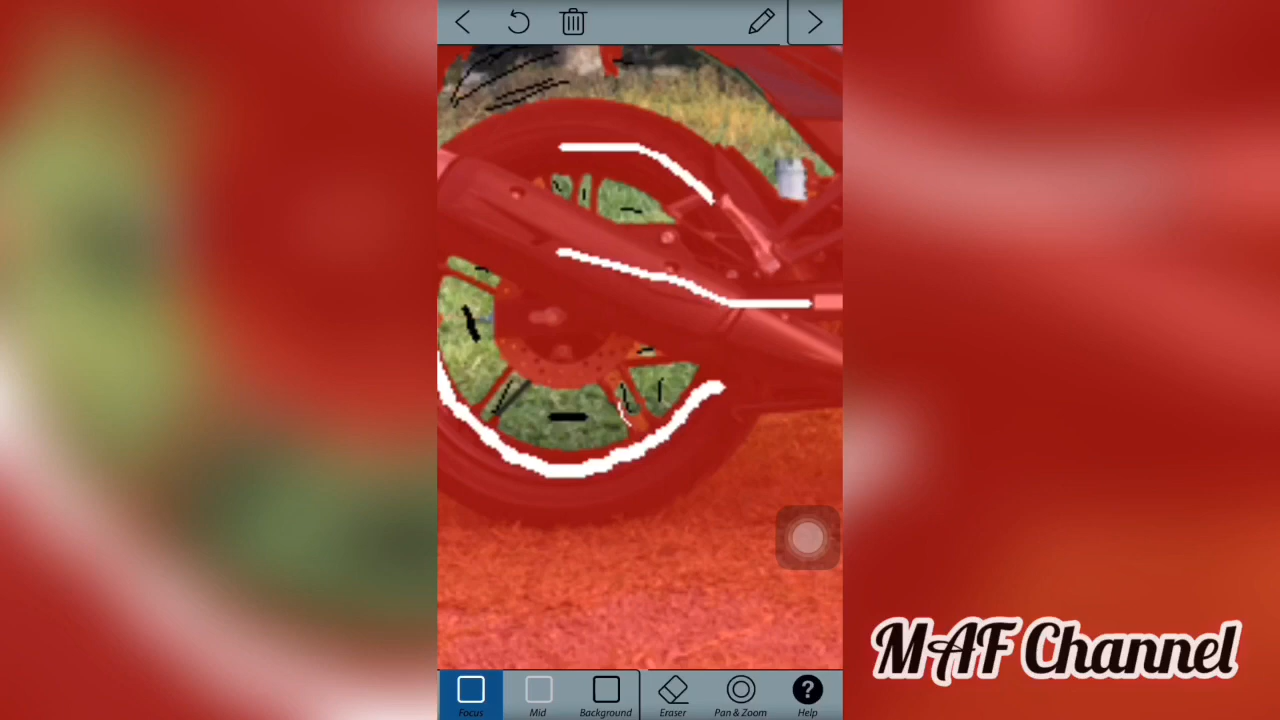 Focus
Mid
Background
Eraser
Pan & Zoom
?
Help
MAF Channel